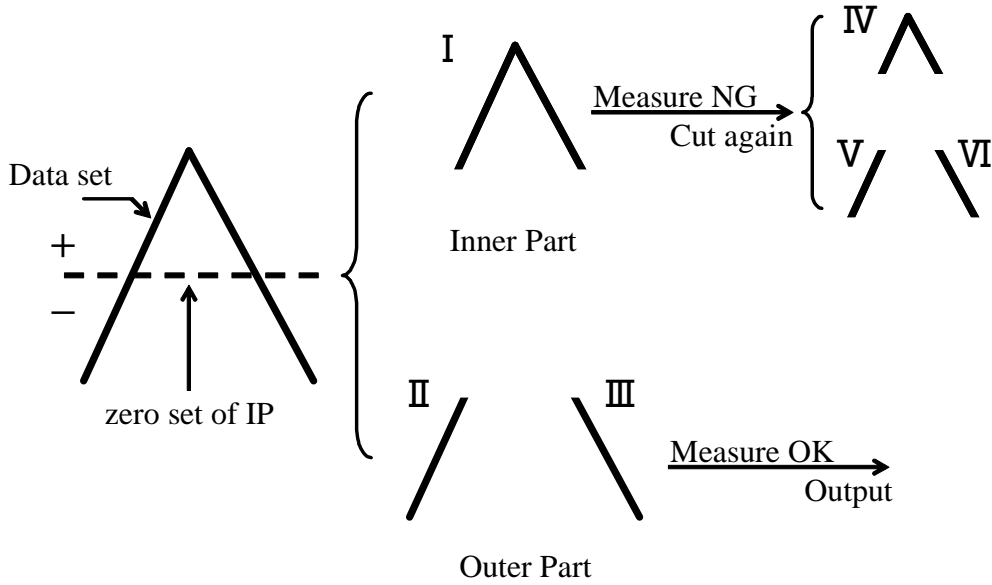 Data set
+
−
zero set of IP
Ⅰ
Inner Part
Measure NG
Cut again
Ⅳ
Ⅴ
Ⅵ
Ⅱ
Ⅲ
Outer Part
Measure OK
Output